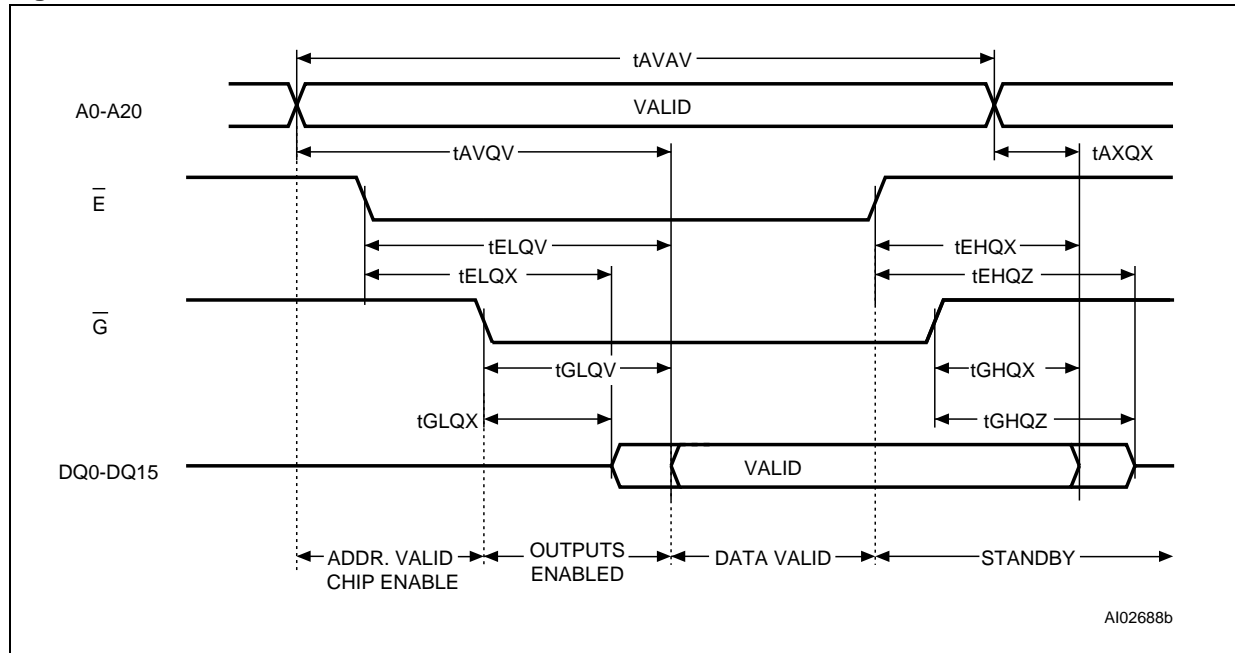 tAVAV
A0-A20
VALID
tAVQV
tAXQX
E
tELQV
tEHQX
tELQX
tEHQZ
G
tGLQV
tGHQX
tGLQX
tGHQZ
DQ0-DQ15
VALID
ADDR. VALID
CHIP ENABLE
OUTPUTS
ENABLED
DATA VALID
STANDBY
AI02688b